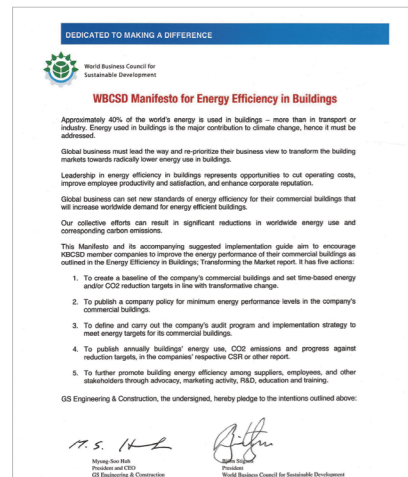 DEDICATED TO MAKING A DIFFERENCE
World Business Council for
Sustainable Development
WBCSD Manifesto for Energy Efficiency in Buildings
Approximately 40% of the world's energy is used in buildings – more than in transport or
industry. Energy used in buildings is the major contribution to climate change, hence it must be
addressed.
Global business must lead the way and re-prioritize their business view to transform the building
markets towards radically lower energy use in buildings.
Leadership in energy efficiency in buildings represents opportunities to cut operating costs,
improve employee productivity and satisfaction, and enhance corporate reputation.
Global business can set new standards of energy efficiency for their commercial buildings that
will increase worldwide demand for energy efficient buildings.
Our collective efforts can result in significant reductions in worldwide energy use and
corresponding carbon emissions.
This Manifesto and its accompanying suggested implementation guide aim to encourage
KBCSD member companies to improve the energy performance of their commercial buildings as
outlined in the Energy Efficiency in Buildings; Transforming the Market report. It has five actions:
1. To create a baseline of the company's commercial buildings and set time-based energy
and/or CO2 reduction targets in line with transformative change.
2. To publish a company policy for minimum energy performance levels in the company's
commercial buildings.
3. To define and carry out the company's audit program and implementation strategy to
meet energy targets for its commercial buildings.
4. To publish annually buildings' energy use, CO2 emissions and progress against
reduction targets, in the companies' respective CSR or other report.
5. To further promote building energy efficiency among suppliers, employees, and other
stakeholders through advocacy, marketing activity, R&D, education and training.
GS Engineering & Construction, the undersigned, hereby pledge to the intentions outlined above:
M. S. Huh
Myung-Soo Huh
President and CEO
GS Engineering & Construction
Björn Stigson
President
World Business Council for Sustainable Development